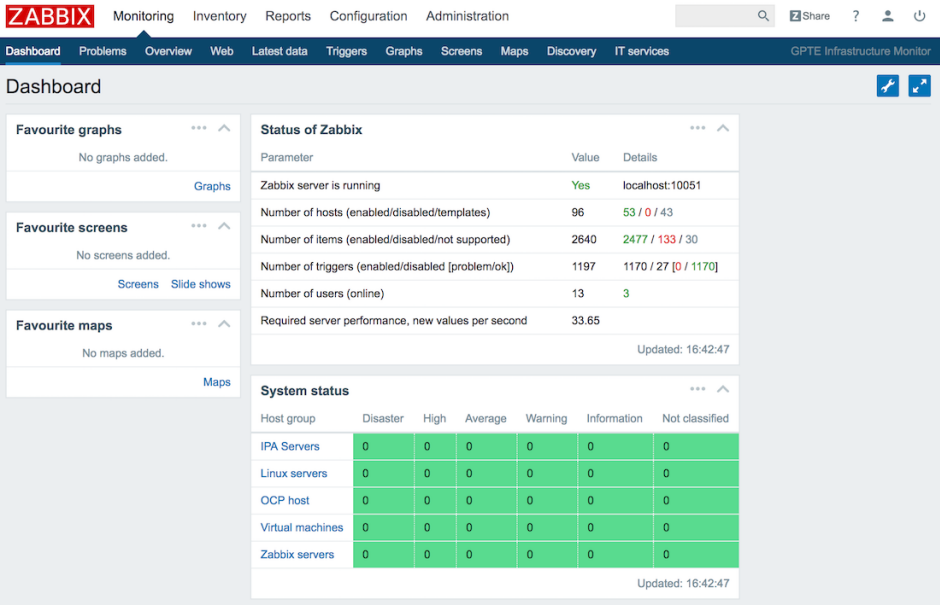 ZABBIX Monitoring Inventory Reports Configuration Administration Z Share ?
Dashboard Problems Overview Web Latest data Triggers Graphs Screens Maps Discovery IT services GPTE Infrastructure Monitor
Dashboard
Favourite graphs
No graphs added.
Graphs
Favourite screens
No screens added.
Screens Slide shows
Favourite maps
No maps added.
Maps
Status of Zabbix
Parameter Value Details
Zabbix server is running Yes localhost:10051
Number of hosts (enabled/disabled/templates) 96 53 / 0 / 43
Number of items (enabled/disabled/not supported) 2640 2477 / 133 / 30
Number of triggers (enabled/disabled [problem/ok]) 1197 1170 / 27 [0 / 1170]
Number of users (online) 13 3
Required server performance, new values per second 33.65
Updated: 16:42:47
System status
Host group Disaster High Average Warning Information Not classified
IPA Servers 0 0 0 0 0 0
Linux servers 0 0 0 0 0 0
OCP host 0 0 0 0 0 0
Virtual machines 0 0 0 0 0 0
Zabbix servers 0 0 0 0 0 0
Updated: 16:42:47